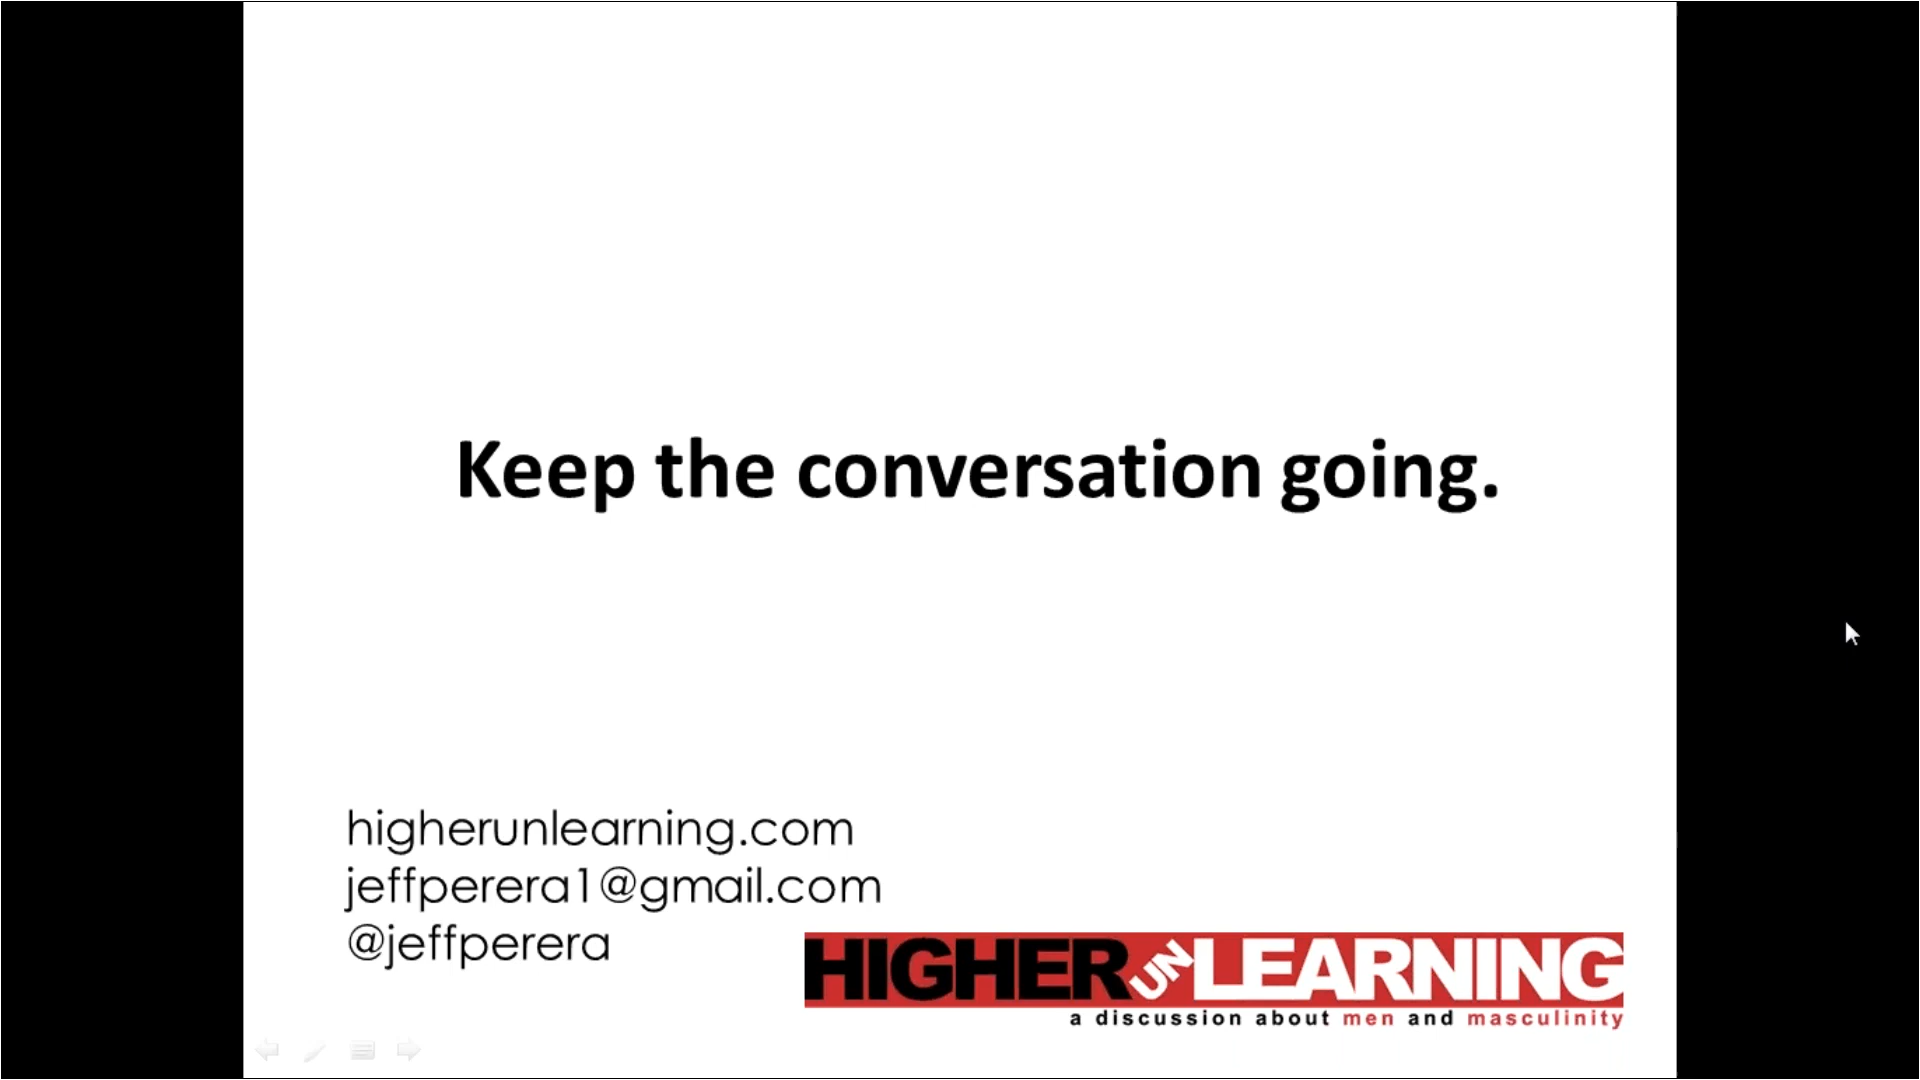 Keep the conversation going.
higherunlearning.com
jeffperera1@gmail.com
@jeffperera
HIGHER UN LEARNING
a discussion about men and masculinity